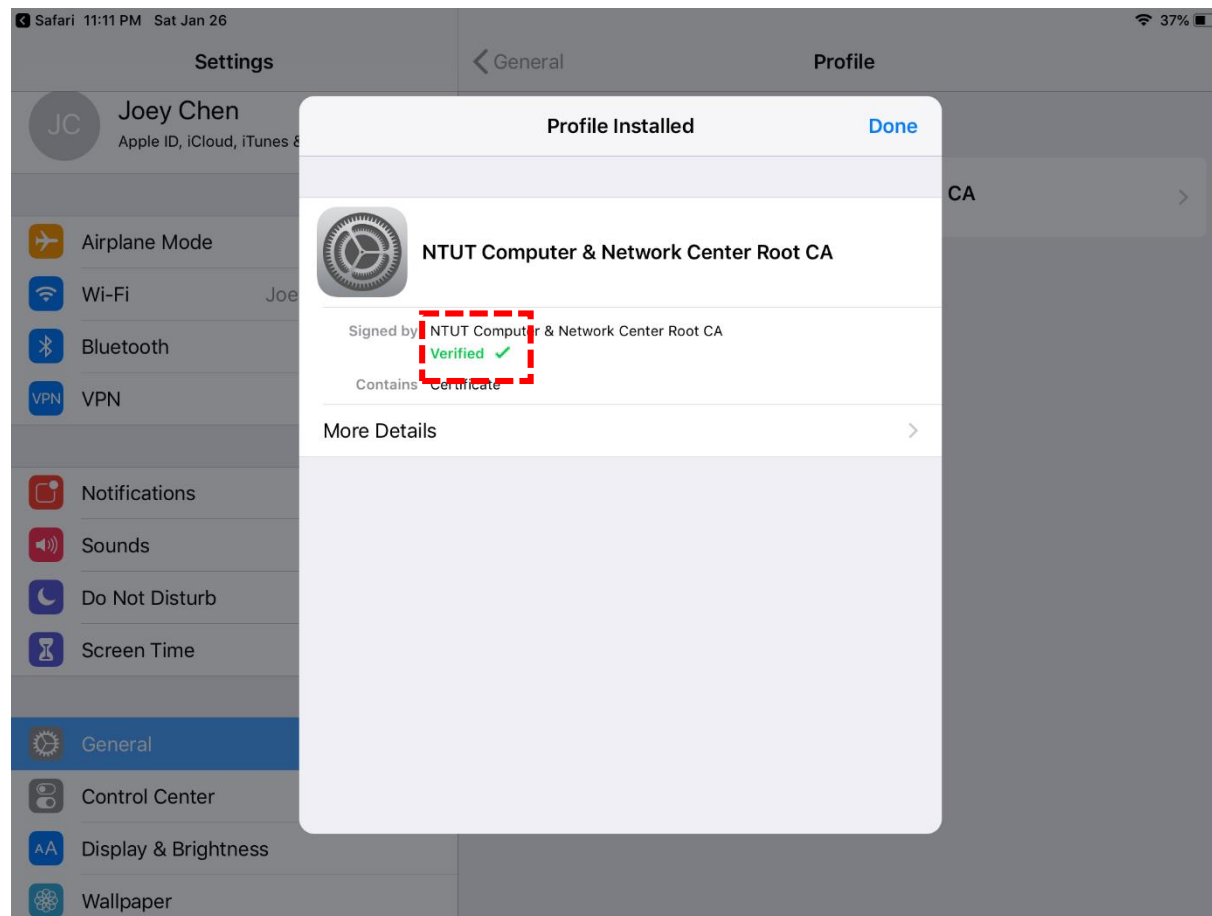 Safari 11:11 PM Sat Jan 26
37%
Settings
General
Profile
JC
Joey Chen
Apple ID, iCloud, iTunes &
Profile Installed
Done
CA
NTUT Computer & Network Center Root CA
Airplane Mode
Wi-Fi Joe
Signed by NTUT Computer & Network Center Root CA
Verified
Bluetooth
Contains Certificate
VPN VPN
More Details
Notifications
Sounds
Do Not Disturb
Screen Time
General
Control Center
AA Display & Brightness
Wallpaper